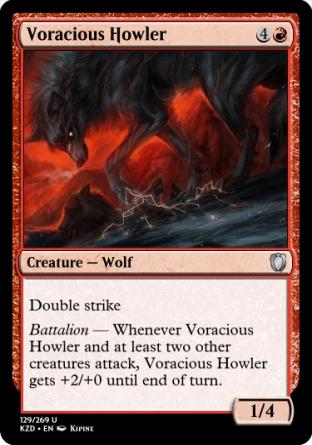 Voracious Howler 4
Creature — Wolf
Double strike
Battalion — Whenever Voracious
Howler and at least two other
creatures attack, Voracious Howler
gets +2/+0 until end of turn.
129/269 U
KZD • EN Kipine
1/4